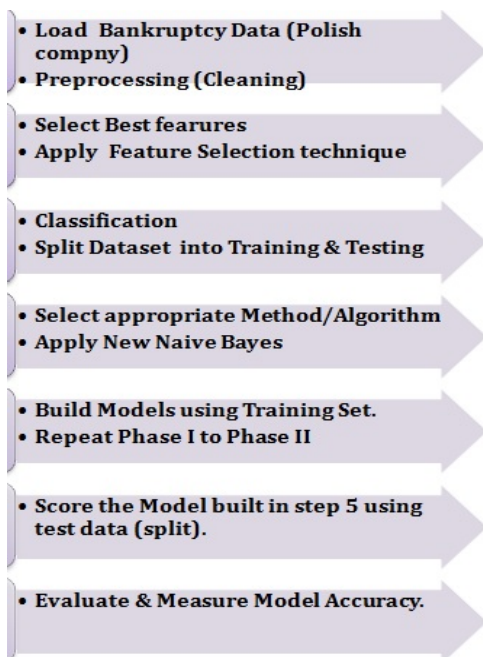 • Load Bankruptcy Data (Polish
compny)
• Preprocessing (Cleaning)
• Select Best fearures
• Apply Feature Selection technique
• Classification
• Split Dataset into Training & Testing
• Select appropriate Method/Algorithm
• Apply New Naive Bayes
• Build Models using Training Set.
• Repeat Phase I to Phase II
• Score the Model built in step 5 using
test data (split).
• Evaluate & Measure Model Accuracy.